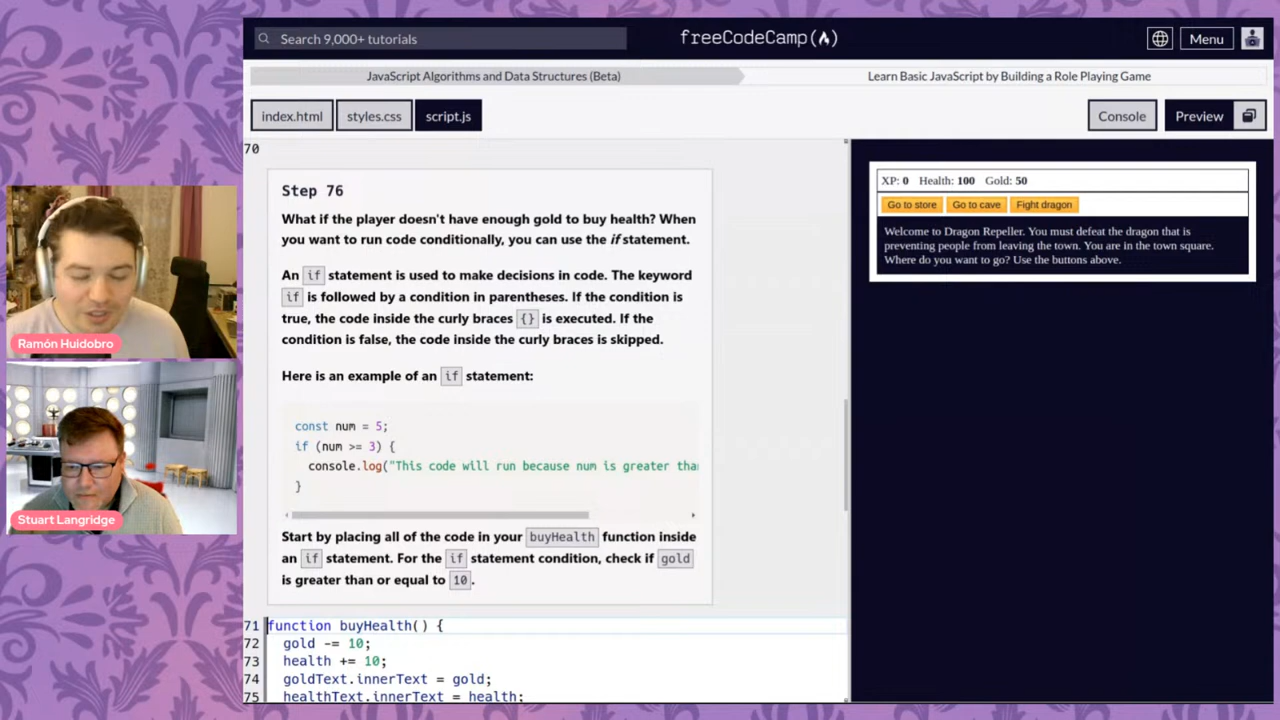 Search 9,000+ tutorials
freeCodeCamp
Menu
JavaScript Algorithms and Data Structures (Beta)
Learn Basic JavaScript by Building a Role Playing Game
index.html
styles.css
script.js
Console
Preview
70
Step 76
What if the player doesn't have enough gold to buy health? When
you want to run code conditionally, you can use the if statement.
An if statement is used to make decisions in code. The keyword
if is followed by a condition in parentheses. If the condition is
true, the code inside the curly braces {} is executed. If the
condition is false, the code inside the curly braces is skipped.
Here is an example of an if statement:
const num = 5;
if (num >= 3) {
console.log("This code will run because num is greater tha
}
Start by placing all of the code in your buyHealth function inside
an if statement. For the if statement condition, check if gold
is greater than or equal to 10.
71 function buyHealth() {
72 gold -= 10;
73 health += 10;
74 goldText.innerText = gold;
75 healthText.innerText = health;
XP: 0 Health: 100 Gold: 50
Go to store
Go to cave
Fight dragon
Welcome to Dragon Repeller. You must defeat the dragon that is
preventing people from leaving the town. You are in the town square.
Where do you want to go? Use the buttons above.
Ramón Huidobro
Stuart Langridge